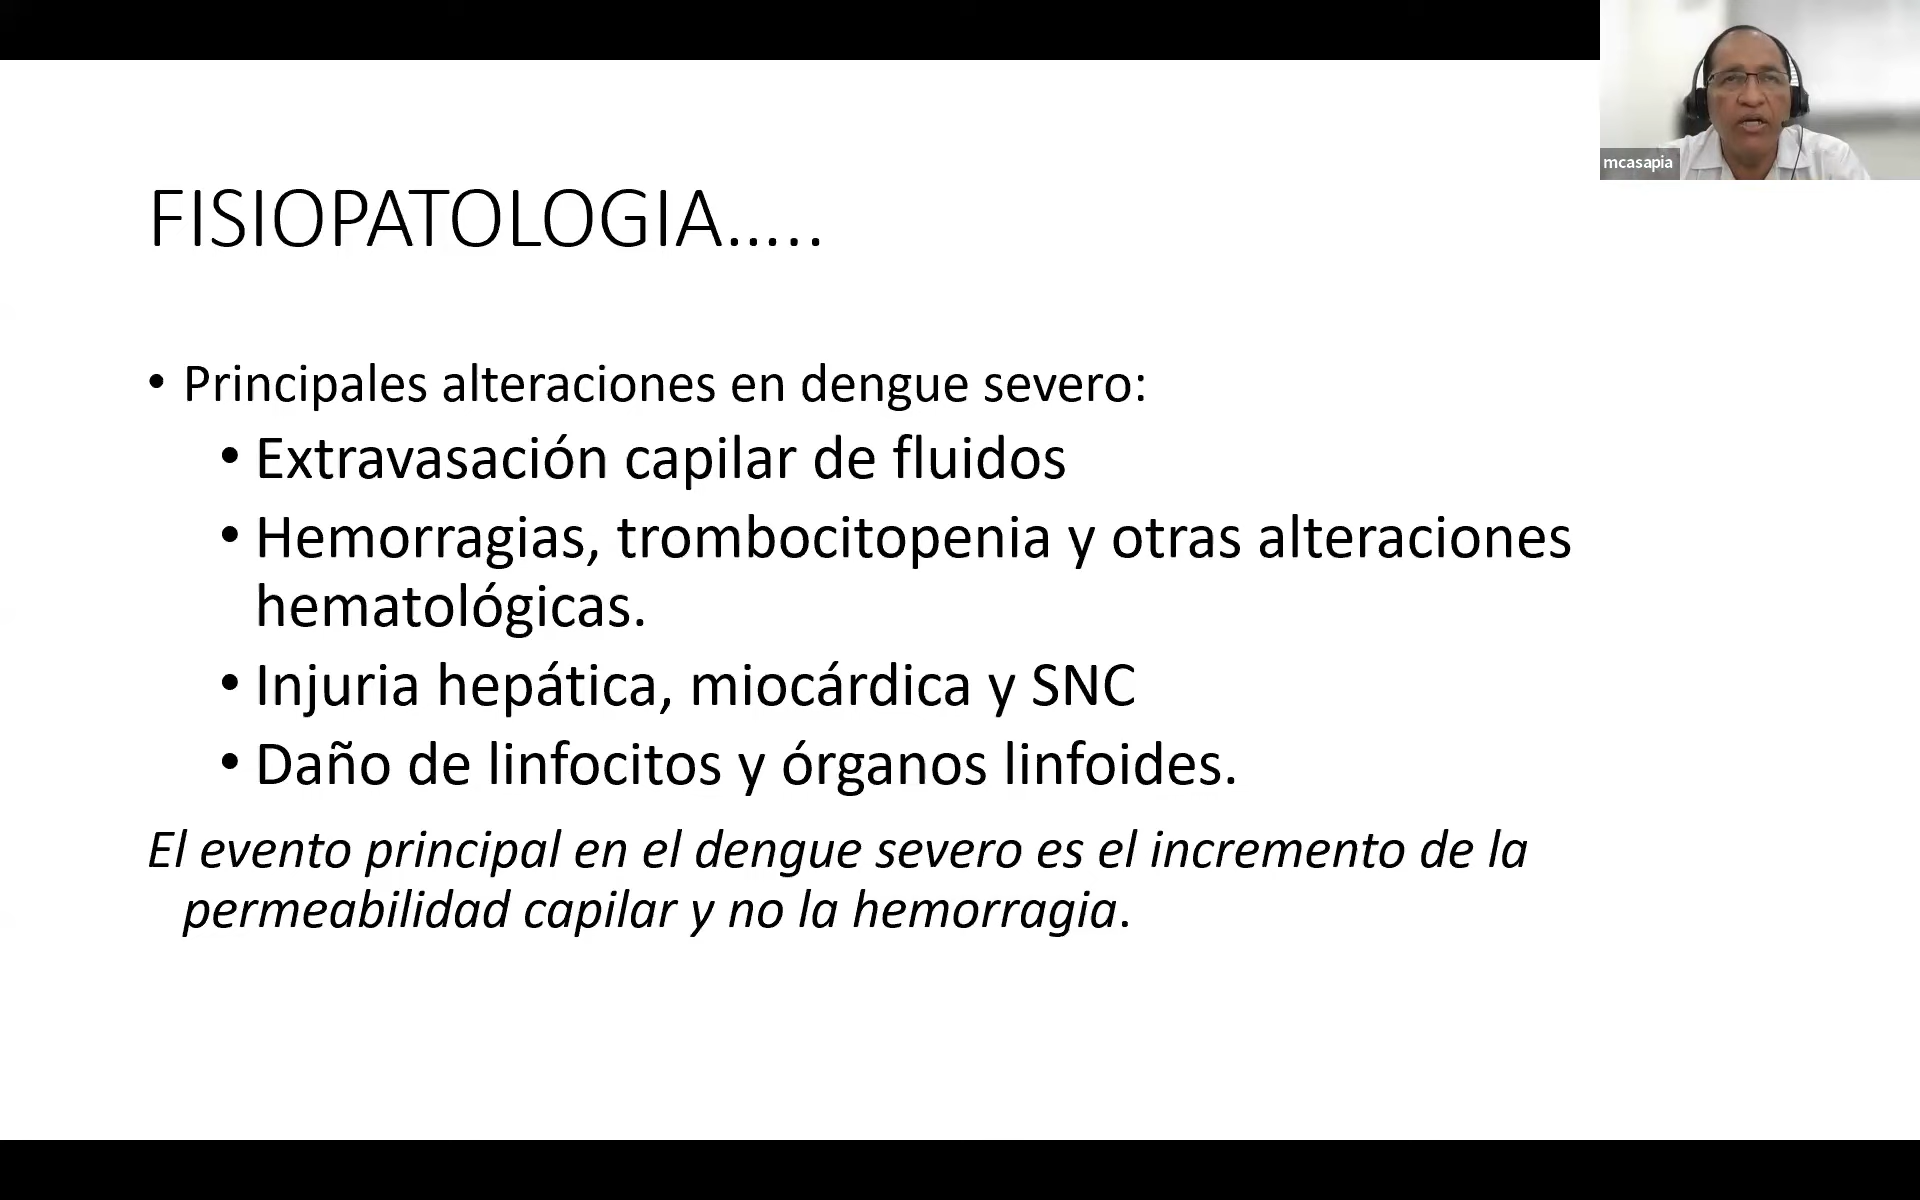 mcasapia
FISIOPATOLOGIA…..
• Principales alteraciones en dengue severo:
• Extravasación capilar de fluidos
• Hemorragias, trombocitopenia y otras alteraciones
hematológicas.
• Injuria hepática, miocárdica y SNC
• Daño de linfocitos y órganos linfoides.
El evento principal en el dengue severo es el incremento de la
permeabilidad capilar y no la hemorragia.